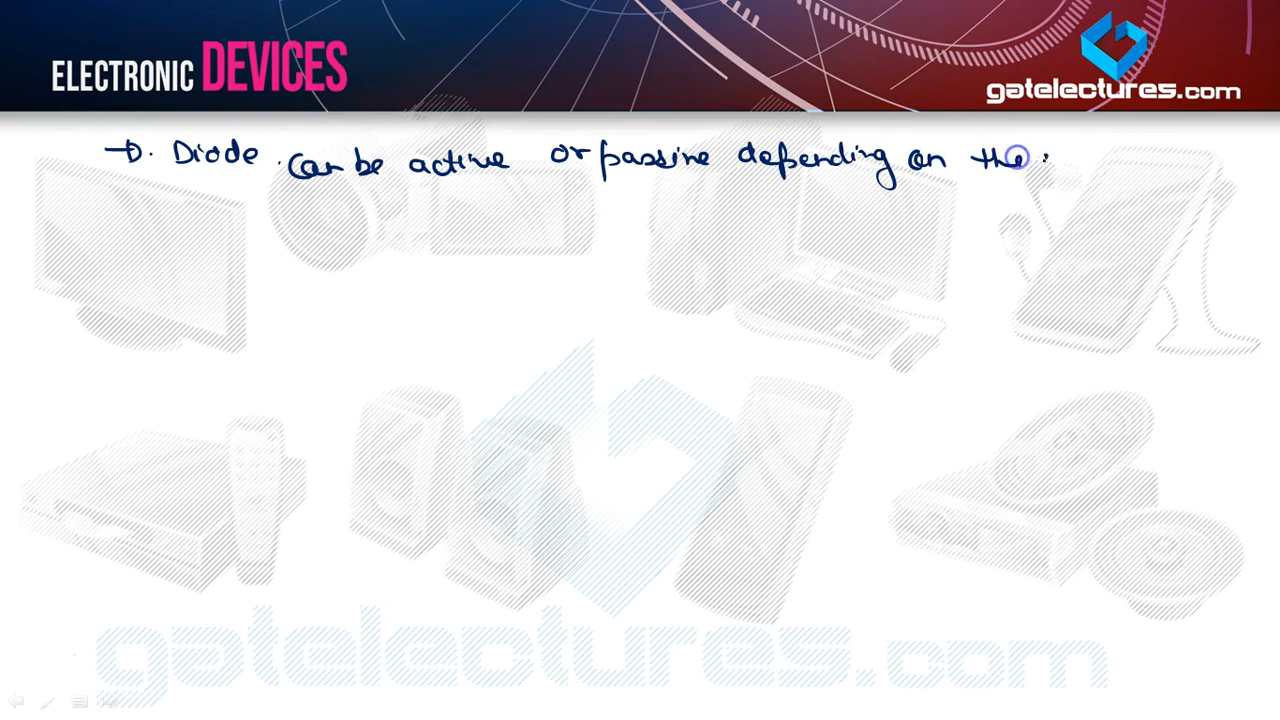 ELECTRONIC DEVICES
gatelectures.com
→ Diode can be active or passive depending on the
gatelectures.com